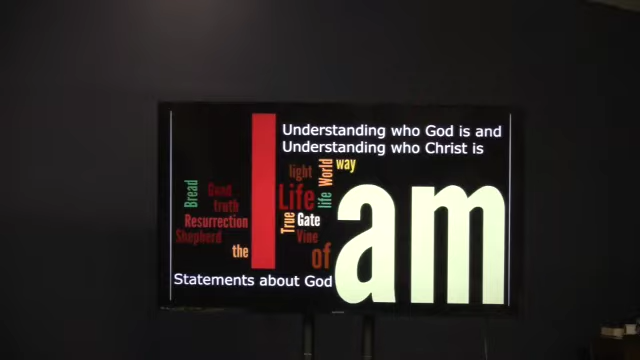 Understanding who God is and
Understanding who Christ is
I am
Bread
Good
truth
Resurrection
Shepherd
the
light
World
way
Life
life
True
Gate
Vine
of
Statements about God